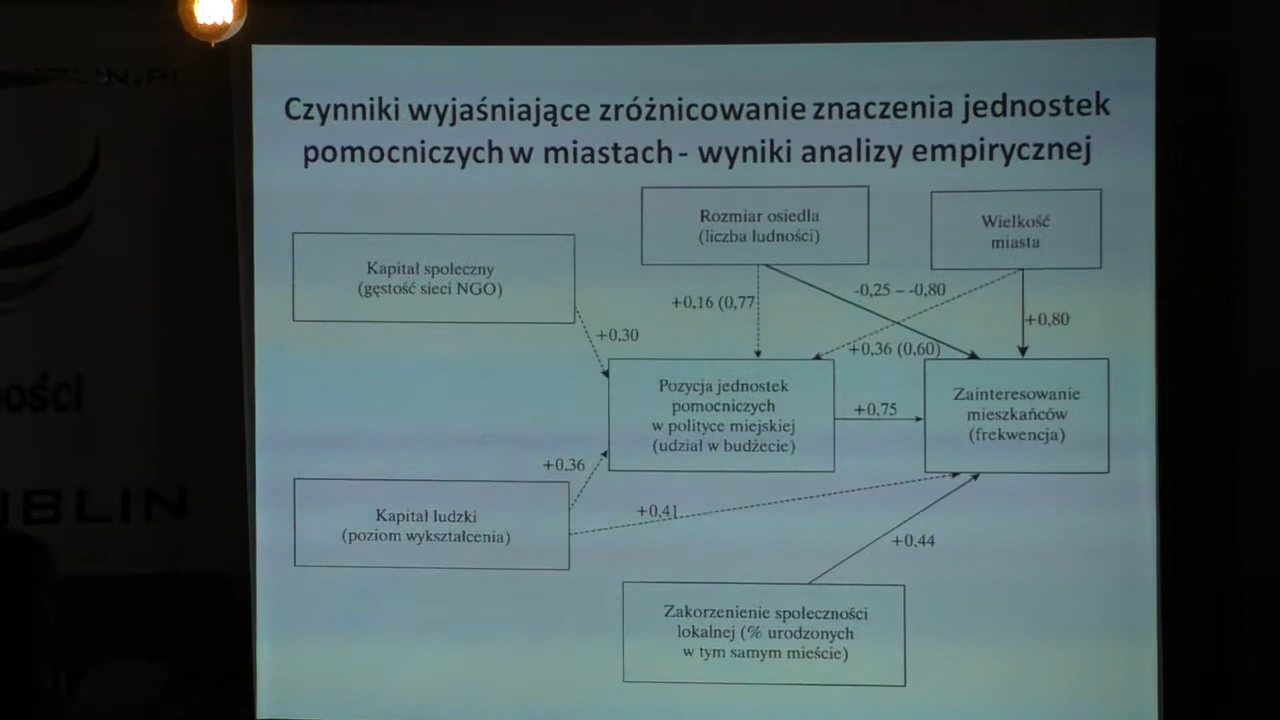 Czynniki wyjaśniające zróżnicowanie znaczenia jednostek
pomocniczych w miastach - wyniki analizy empirycznej
Rozmiar osiedla
(liczba ludności)
Wielkość
miasta
Kapitał społeczny
(gęstość sieci NGO)
-0,25 – -0,80
+0,16 (0,77
+0,80
+0,30
+0,36 (0,60)
Pozycja jednostek
pomocniczych
w polityce miejskiej
(udział w budżecie)
+0,75
Zainteresowanie
mieszkańców
(frekwencja)
+0,36
Kapitał ludzki
(poziom wykształcenia)
+0,41
+0,44
Zakorzenienie społeczności
lokalnej (% urodzonych
w tym samym mieście)
ości
BLIN